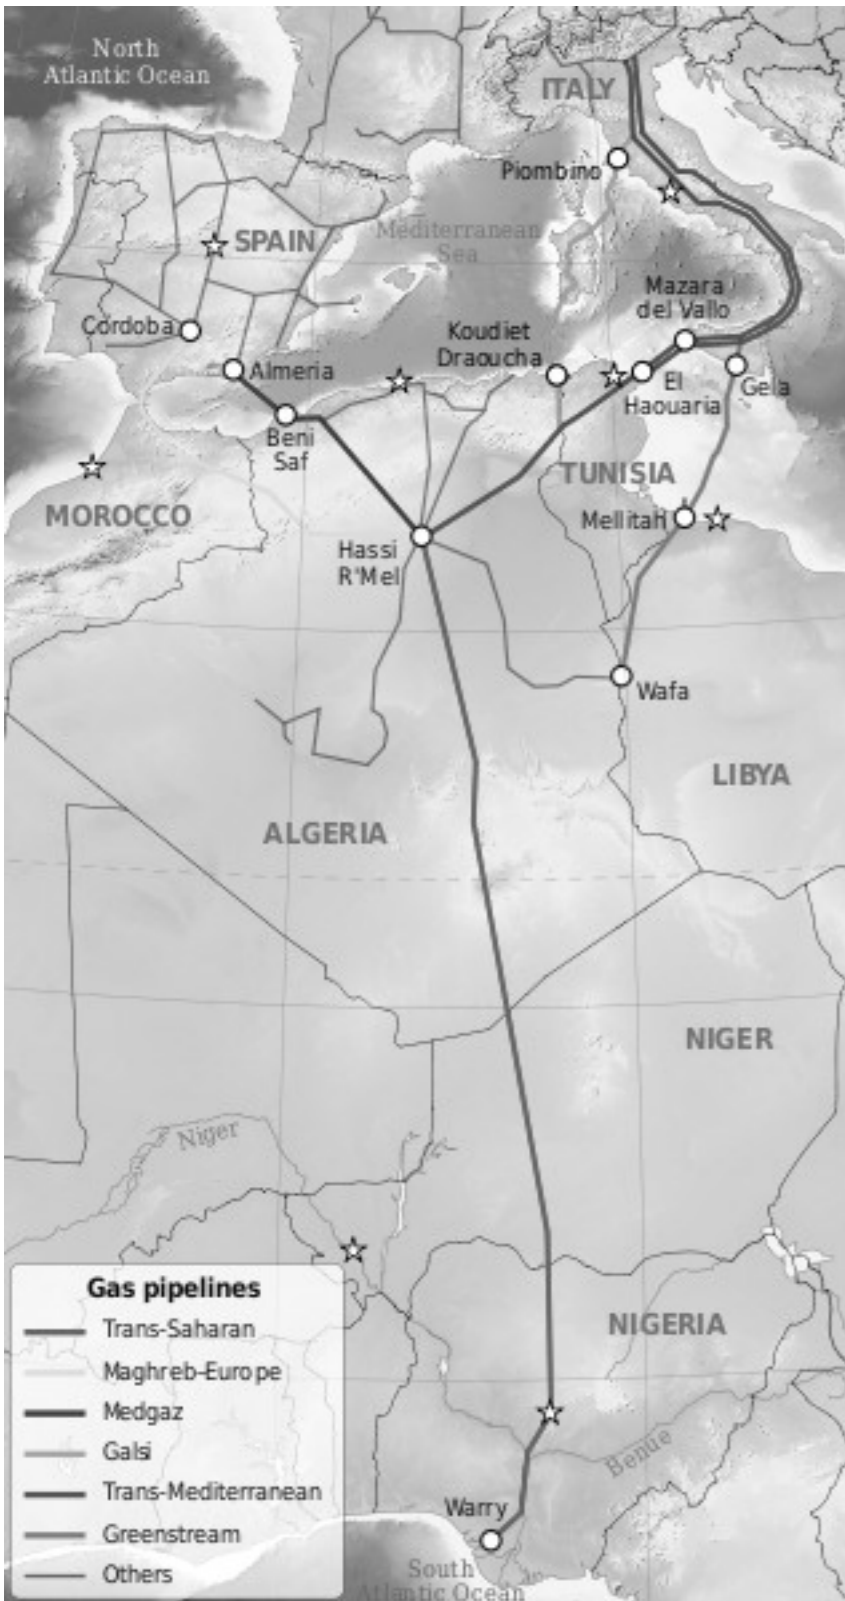 North
Atlantic Ocean
ITALY
Piombino
SPAIN
Mediterranean
Sea
Mazara
del Vallo
Cordoba
Koudiet
Draoucha
Almeria
El
Haouaria
Gela
Beni
Saf
TUNISIA
MOROCCO
Mellitah
Hassi
R'Mel
Wafa
LIBYA
ALGERIA
NIGER
Niger
NIGERIA
Benue
Warry
South
Atlantic Ocean
Gas pipelines
Trans-Saharan
Maghreb-Europe
Medgaz
Galsi
Trans-Mediterranean
Greenstream
Others